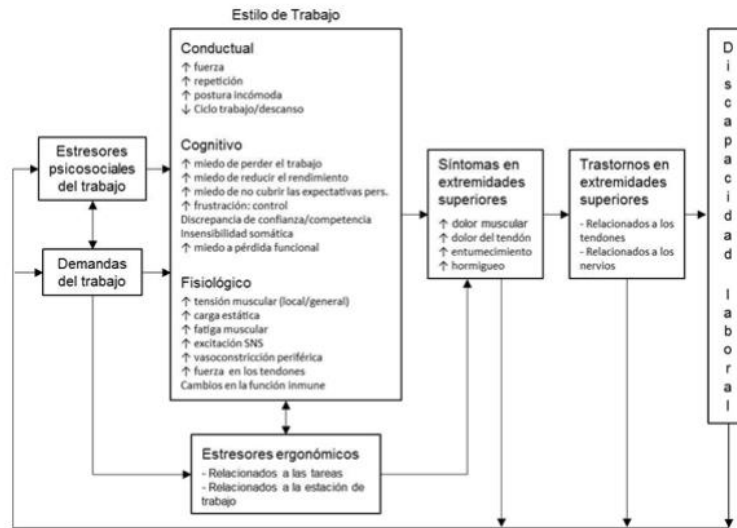 Estilo de Trabajo
Conductual
↑ fuerza
↑ repetición
↑ postura incómoda
↓ Ciclo trabajo/descanso
Cognitivo
↑ miedo de perder el trabajo
↑ miedo de reducir el rendimiento
↑ miedo de no cubrir las expectativas pers.
↑ frustración: control
Discrepancia de confianza/competencia
Insensibilidad somática
↑ miedo a pérdida funcional
Fisiológico
↑ tensión muscular (local/general)
↑ carga estática
↑ fatiga muscular
↑ excitación SNS
↑ vasoconstricción periférica
↑ fuerza en los tendones
Cambios en la función inmune
Estresores
psicosociales
del trabajo
Demandas
del trabajo
Estresores ergonómicos
- Relacionados a las tareas
- Relacionados a la estación de
trabajo
Síntomas en
extremidades
superiores
↑ dolor muscular
↑ dolor del tendón
↑ entumecimiento
↑ hormigueo
Trastornos en
extremidades
superiores
- Relacionados a los
tendones
- Relacionados a los
nervios
Discapacidad laboral